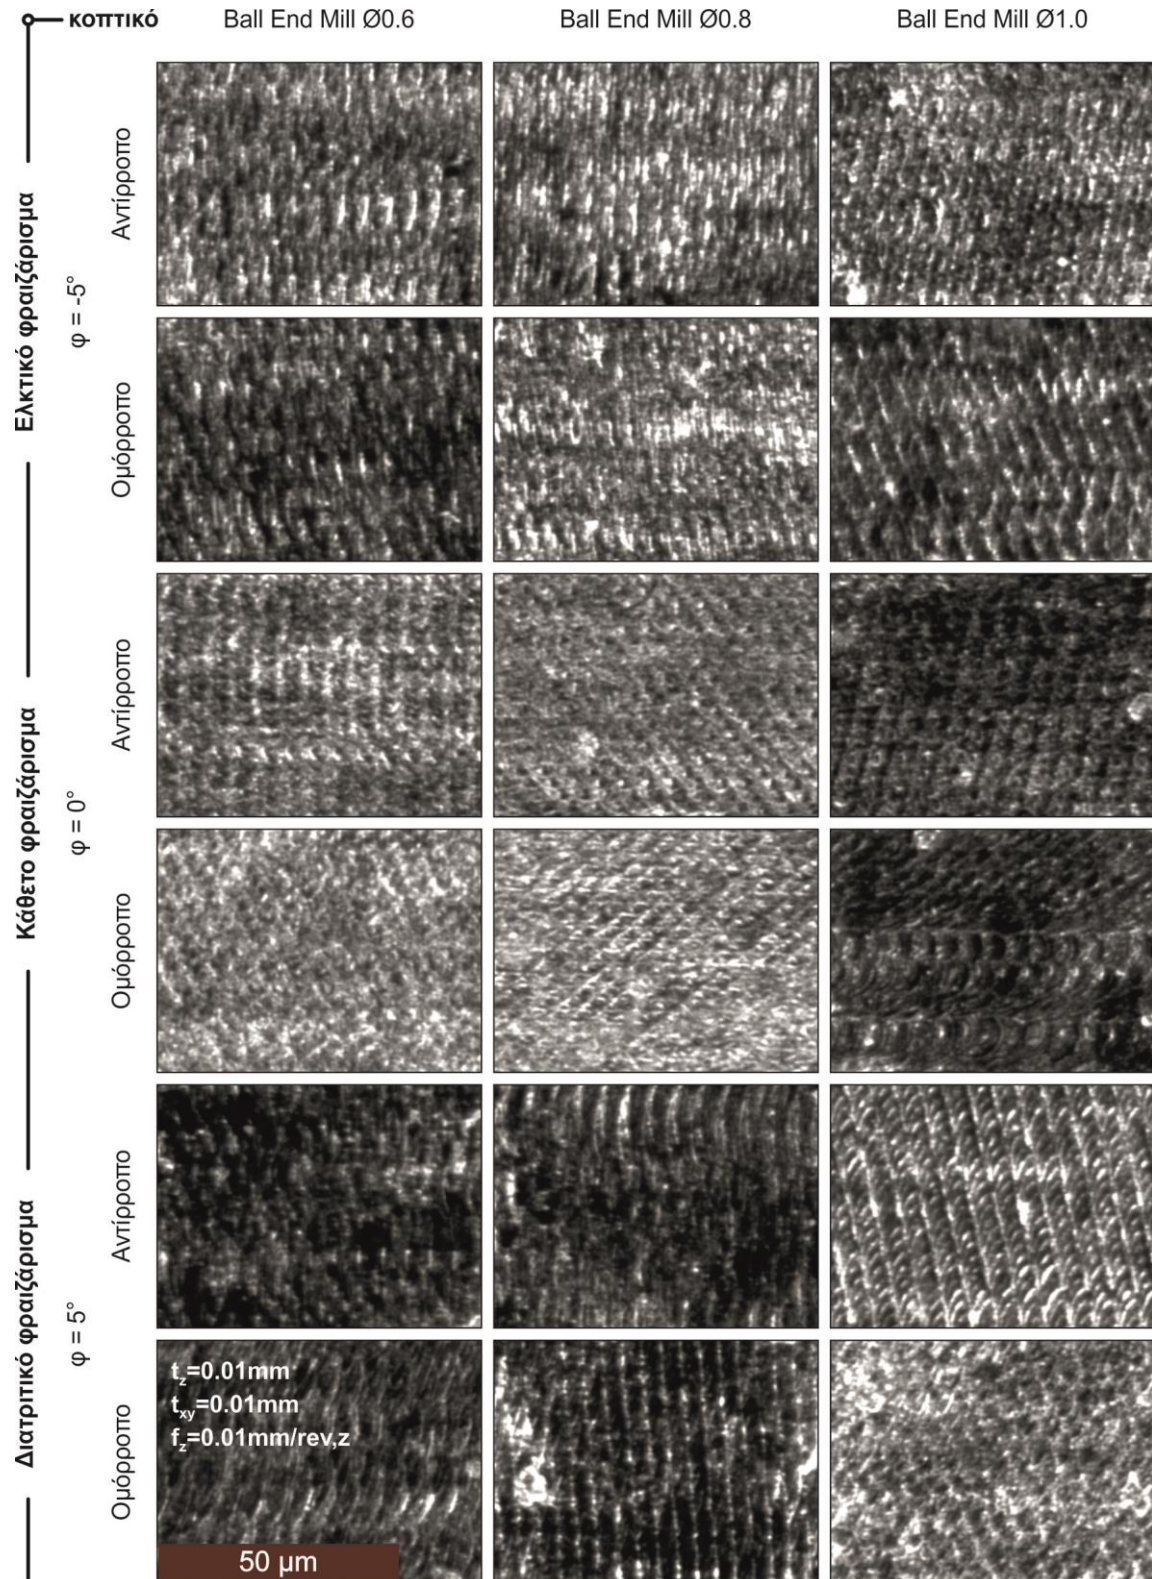 κοπτικό
Ball End Mill Ø0.6
Ball End Mill Ø0.8
Ball End Mill Ø1.0
Ελκτικό φραιζάρισμα
φ = -5°
Αντίρροπο
Ομόρροπο
Κάθετο φραιζάρισμα
φ = 0°
Αντίρροπο
Ομόρροπο
Διατριτικό φραιζάρισμα
φ = 5°
Αντίρροπο
Ομόρροπο
tz=0.01mm
txy=0.01mm
fz=0.01mm/rev,z
50 µm